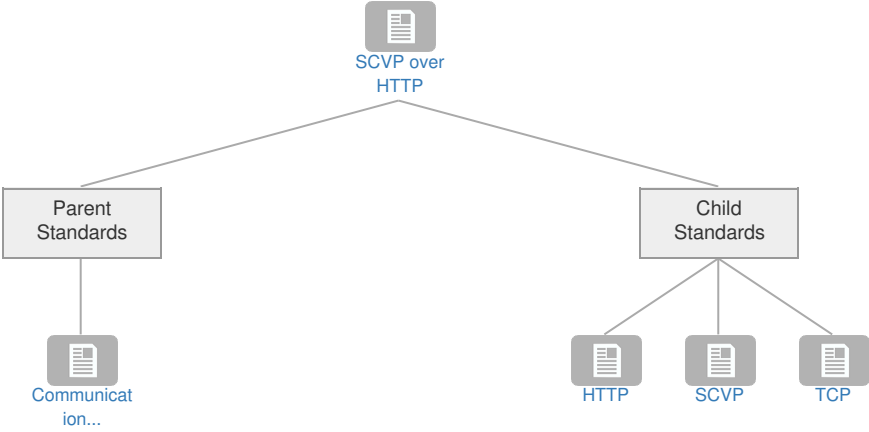 SCVP over
HTTP
Parent
Standards
Child
Standards
Communicat
ion...
HTTP
SCVP
TCP